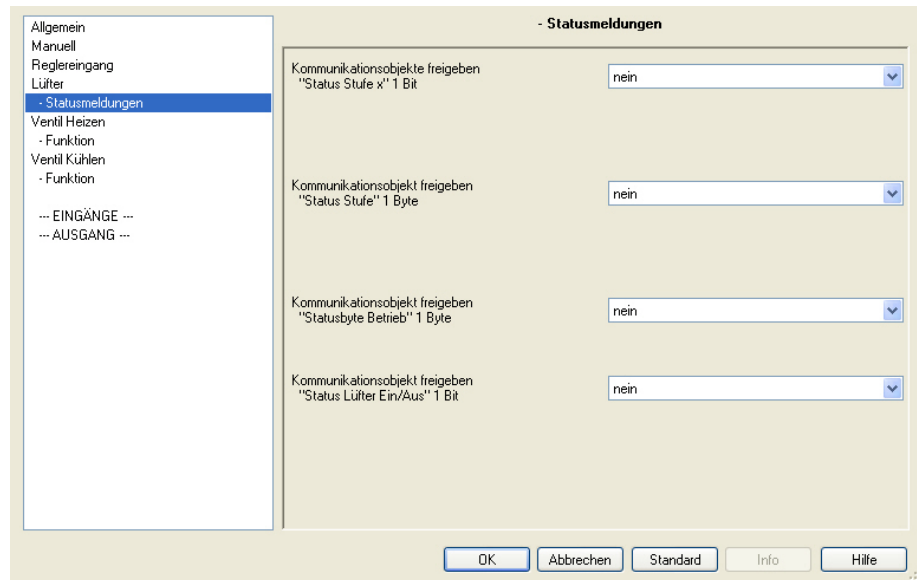 Allgemein
Manuell
Reglereingang
Lüfter
- Statusmeldungen
Ventil Heizen
- Funktion
Ventil Kühlen
- Funktion
--- EINGÄNGE ---
--- AUSGANG ---
- Statusmeldungen
Kommunikationsobjekte freigeben
"Status Stufe x" 1 Bit
nein
Kommunikationsobjekt freigeben
"Status Stufe" 1 Byte
nein
Kommunikationsobjekt freigeben
"Statusbyte Betrieb" 1 Byte
nein
Kommunikationsobjekt freigeben
"Status Lüfter Ein/Aus" 1 Bit
nein
OK
Abbrechen
Standard
Info
Hilfe